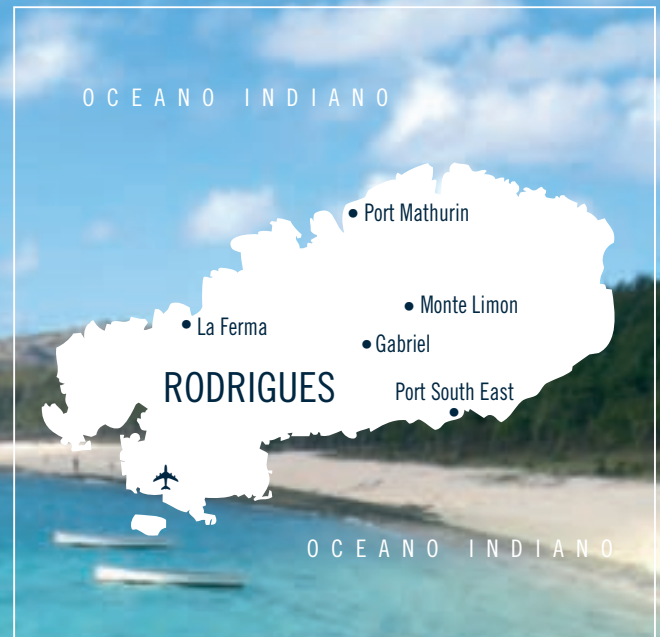 OCEANO INDIANO
Port Mathurin
Monte Limon
La Ferma
Gabriel
RODRIGUES
Port South East
OCEANO INDIANO